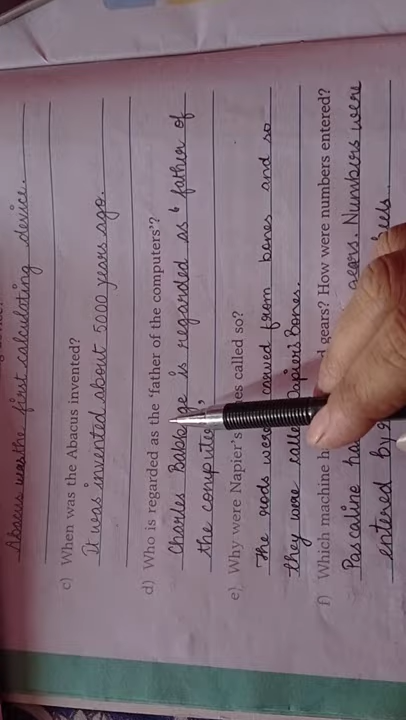 Abacus was the first calculating device.
c) When was the Abacus invented?
It was invented about 5000 years ago.
d) Who is regarded as the 'father of the computers'?
Charles Babbage is regarded as ' father of
the compute '
e) Why were Napier's es called so?
The rods were carved from bones and so
they were calle Napier's Bones.
f) Which machine h d gears? How were numbers entered?
Pascaline ha gears. Numbers were
entered by